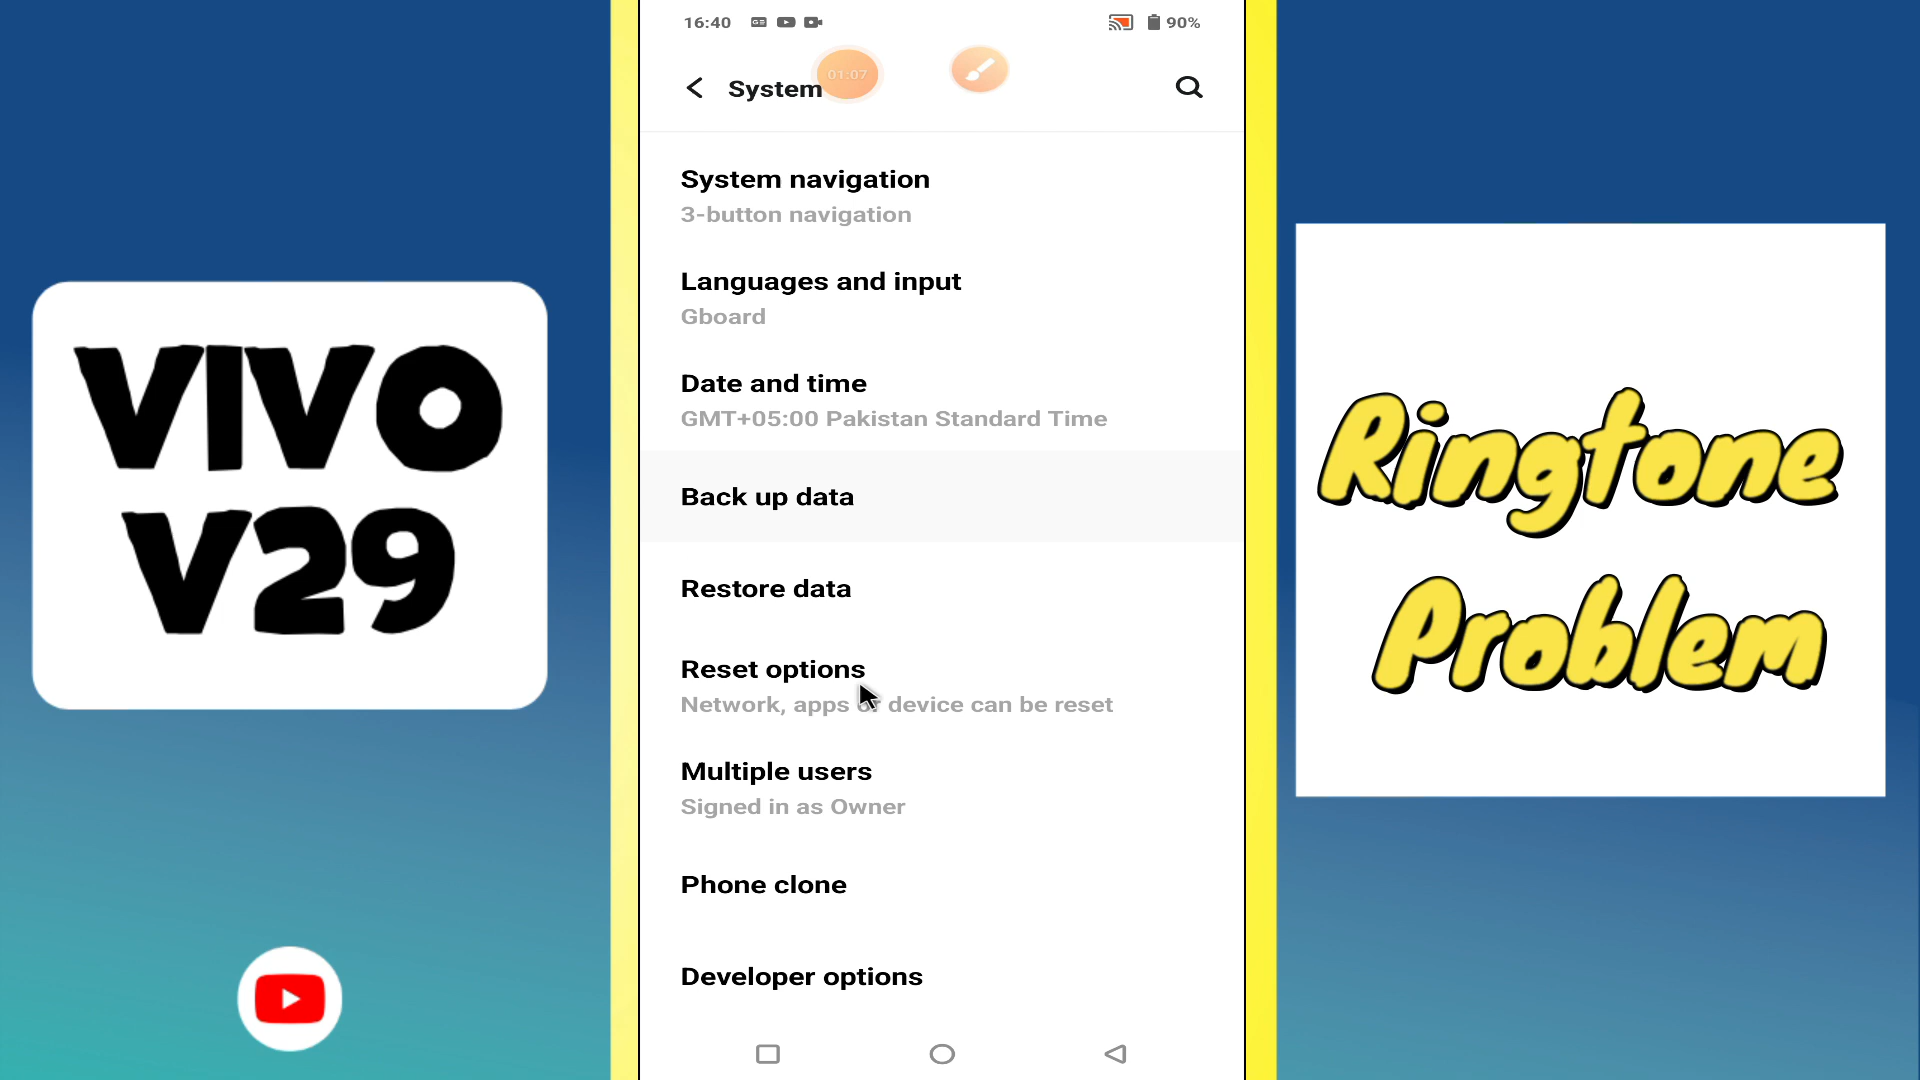 VIVO
V29
16:40
90%
System
01:07
System navigation
3-button navigation
Languages and input
Gboard
Date and time
GMT+05:00 Pakistan Standard Time
Back up data
Restore data
Reset options
Network, apps or device can be reset
Multiple users
Signed in as Owner
Phone clone
Developer options
Ringtone
Problem